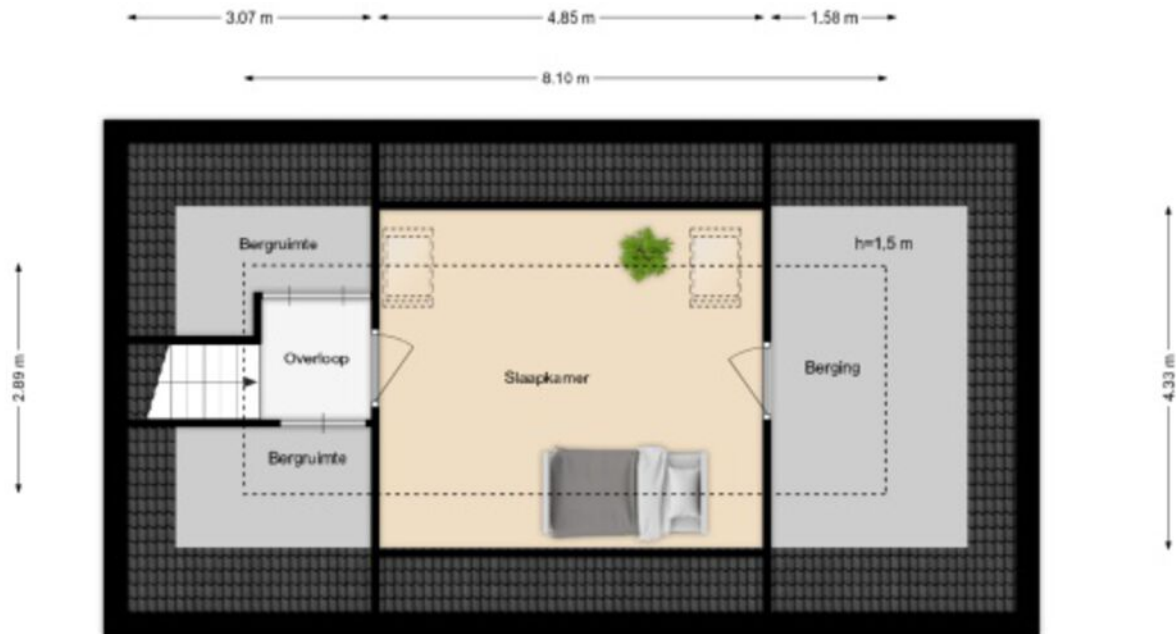 3.07 m
4.85 m
1.58 m
8.10 m
Bergruimte
h=1,5 m
2.89 m
Overloop
Slaapkamer
Berging
4.33 m
Bergruimte